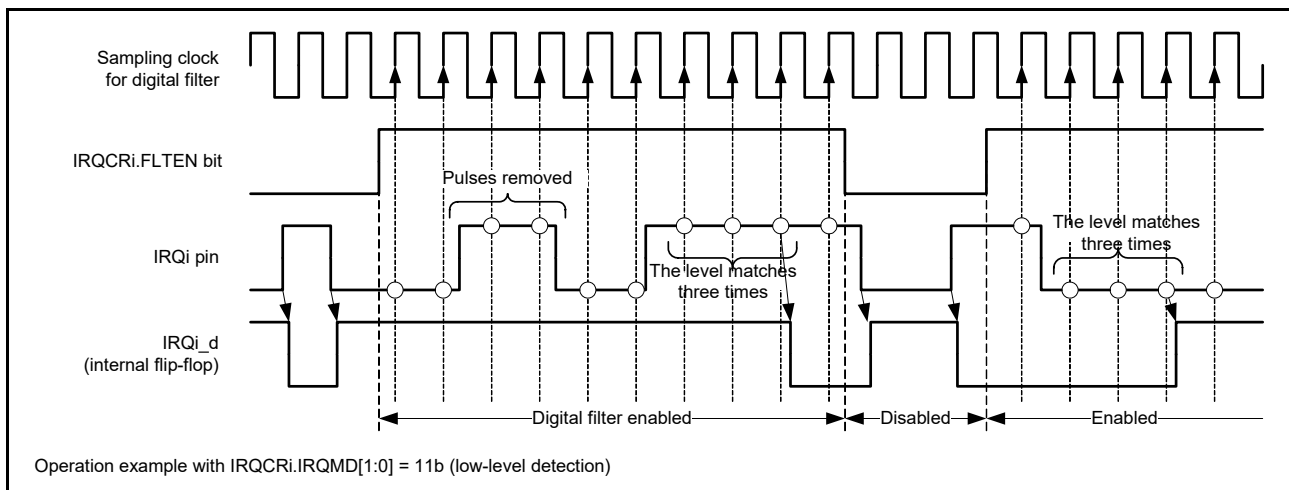 Sampling clock
for digital filter
IRQCRi.FLTEN bit
Pulses removed
IRQi pin
The level matches
three times
The level matches
three times
IRQi_d
(internal flip-flop)
Digital filter enabled
Disabled
Enabled
Operation example with IRQCRi.IRQMD[1:0] = 11b (low-level detection)